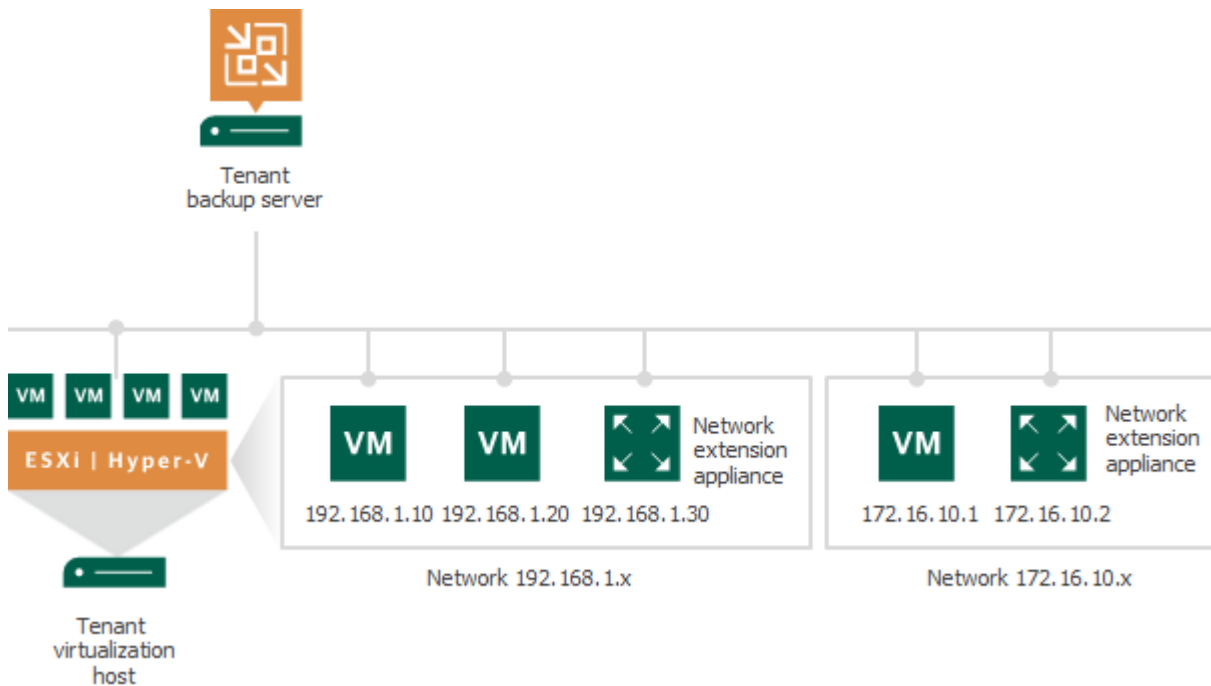 Tenant
backup server
VM VM VM VM
ESXi | Hyper-V
Tenant
virtualization
host
VM VM
Network
extension
appliance
192.168.1.10 192.168.1.20 192.168.1.30
Network 192.168.1.x
VM
Network
extension
appliance
172.16.10.1 172.16.10.2
Network 172.16.10.x